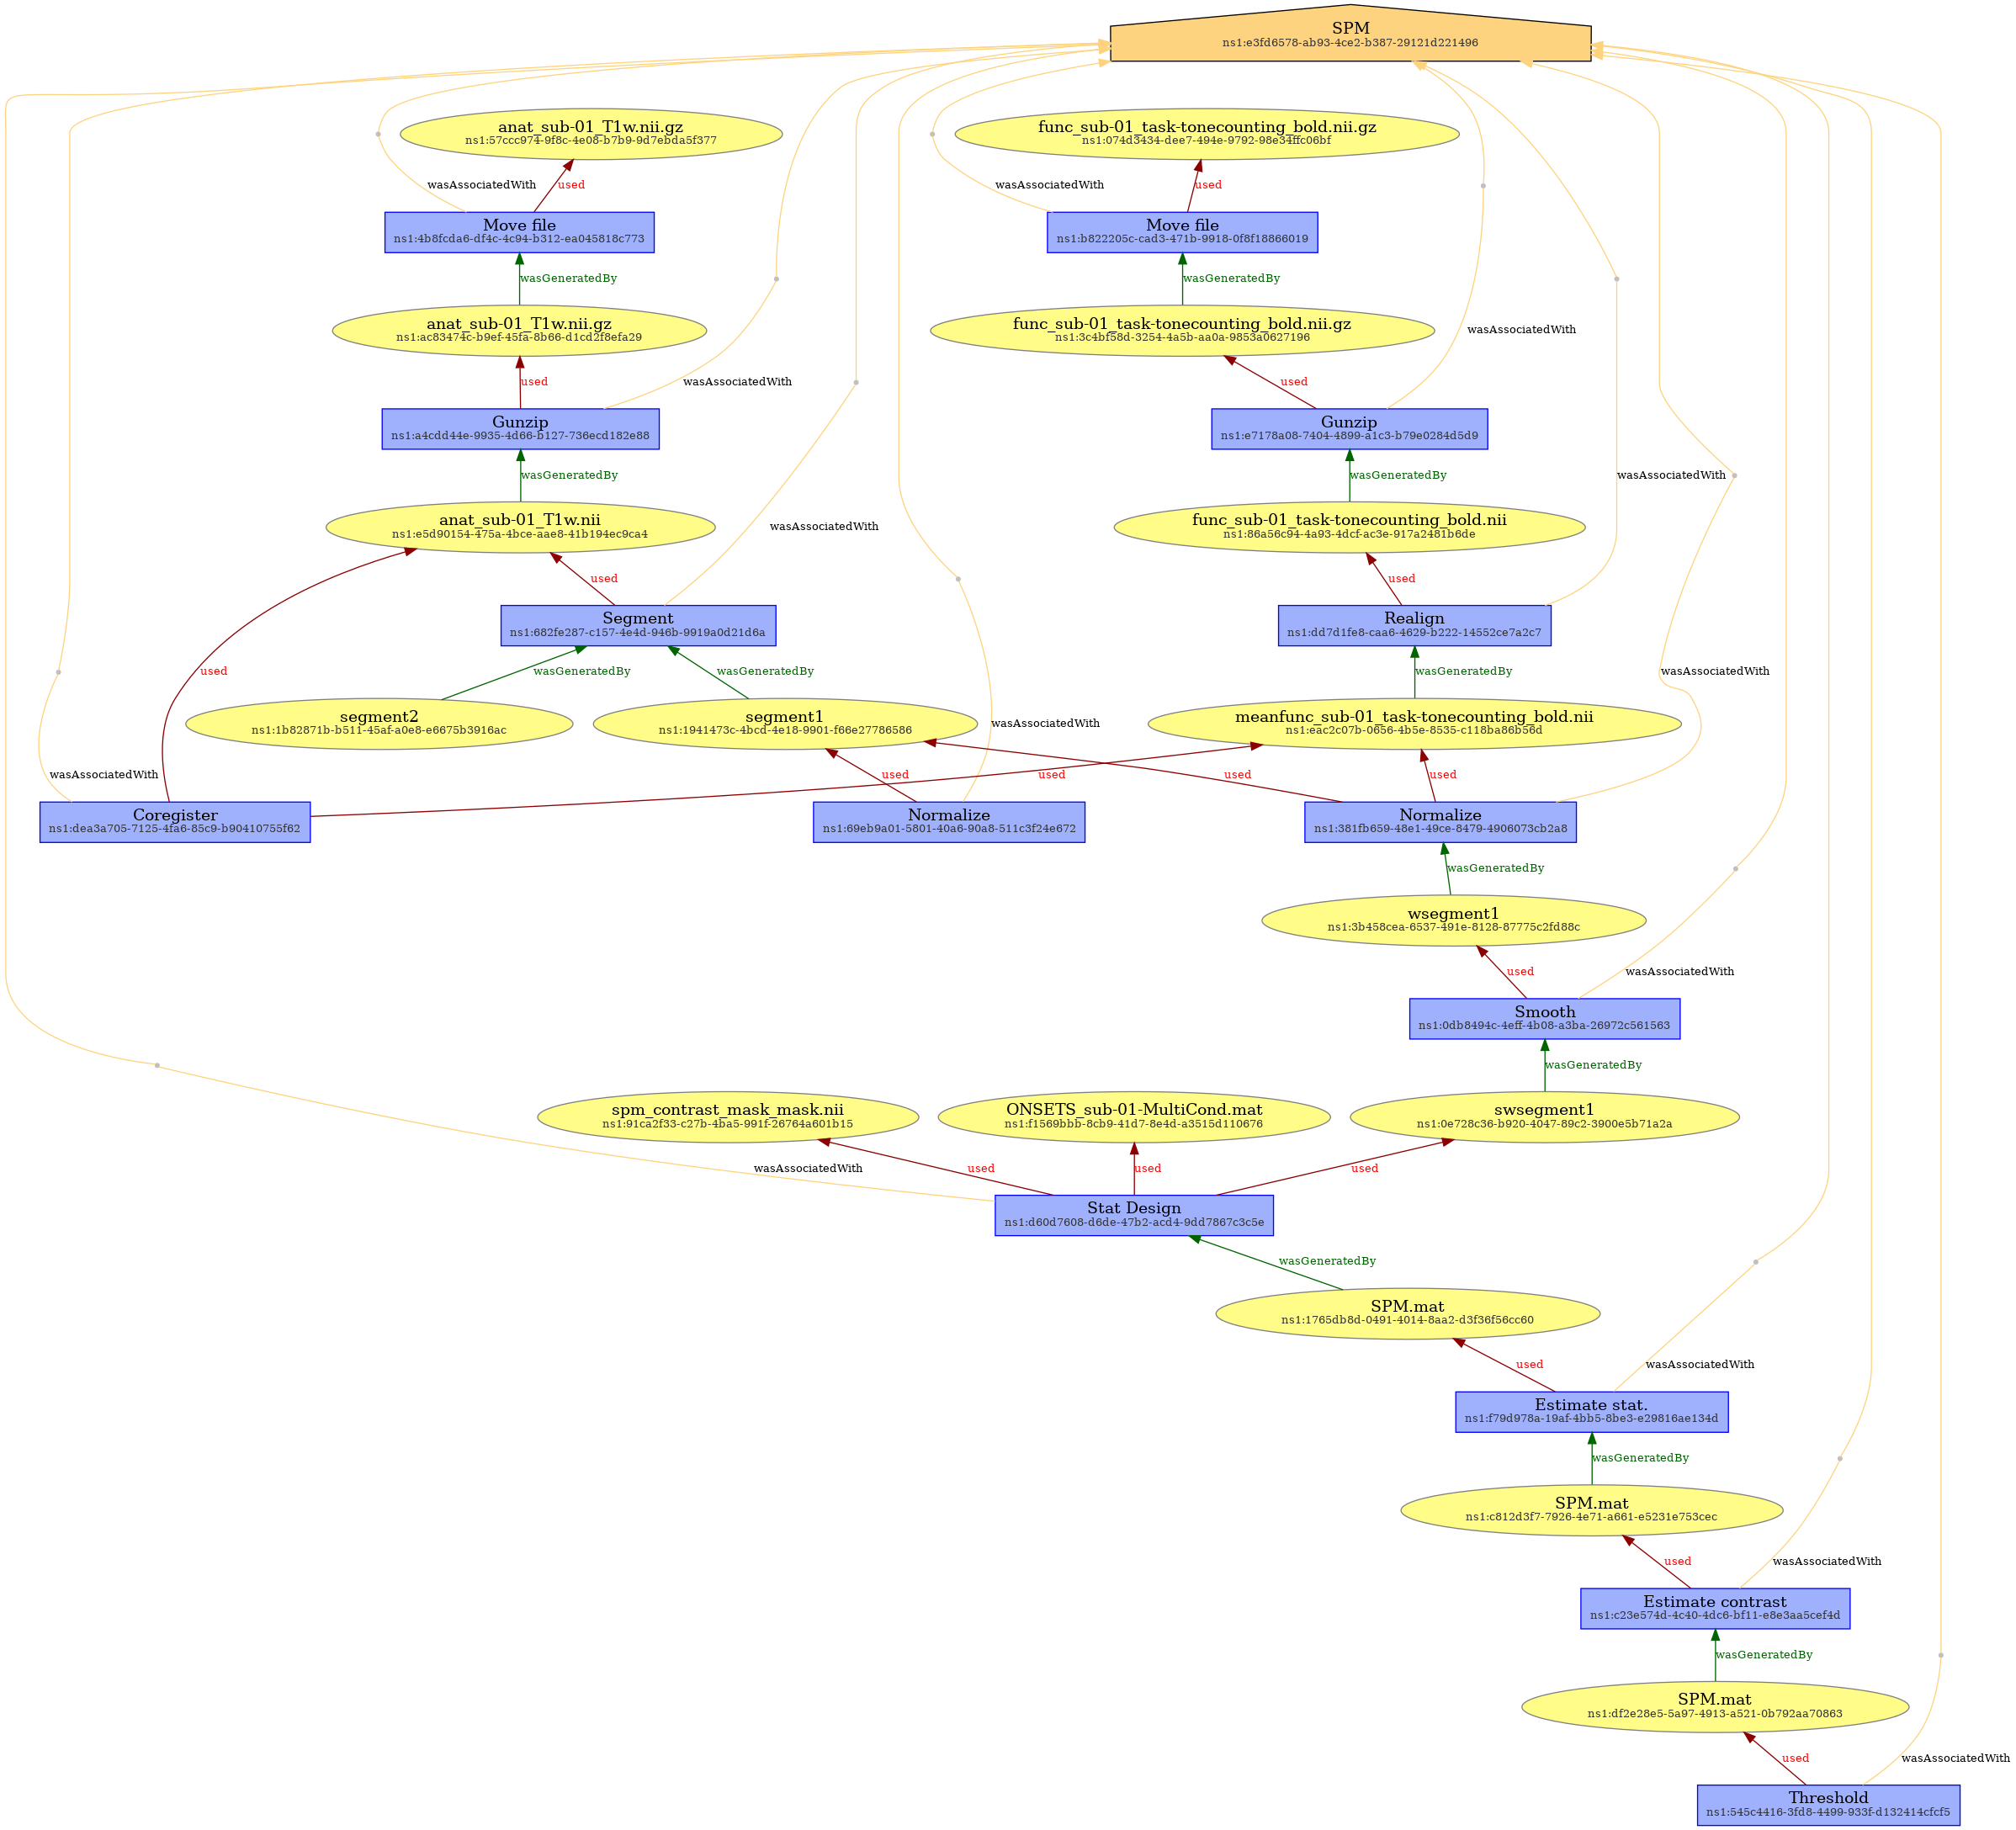 SPM
ns1:e3fd6578-ab93-4ce2-b387-29121d221496
anat_sub-01_T1w.nii.gz
ns1:57ccc974-9f8c-4e08-b7b9-9d7ebda5f377
func_sub-01_task-tonecounting_bold.nii.gz
ns1:074d3434-dee7-494e-9792-98e34ffc06bf
wasAssociatedWith
used
wasAssociatedWith
used
Move file
ns1:4b8fcda6-df4c-4c94-b312-ea045818c773
Move file
ns1:b822205c-cad3-471b-9918-0f8f18866019
wasGeneratedBy
wasGeneratedBy
anat_sub-01_T1w.nii.gz
ns1:ac83474c-b9ef-45fa-8b66-d1cd2f8efa29
func_sub-01_task-tonecounting_bold.nii.gz
ns1:3c4bf58d-3254-4a5b-aa0a-9853a0627196
wasAssociatedWith
used
wasAssociatedWith
used
Gunzip
ns1:a4cdd44e-9935-4d66-b127-736ecd182e88
Gunzip
ns1:e7178a08-7404-4899-a1c3-b79e0284d5d9
wasGeneratedBy
wasGeneratedBy
wasAssociatedWith
anat_sub-01_T1w.nii
ns1:e5d90154-475a-4bce-aae8-41b194ec9ca4
wasAssociatedWith
func_sub-01_task-tonecounting_bold.nii
ns1:86a56c94-4a93-4dcf-ac3e-917a2481b6de
used
used
Segment
ns1:682fe287-c157-4e4d-946b-9919a0d21d6a
Realign
ns1:dd7d1fe8-caa6-4629-b222-14552ce7a2c7
used
wasGeneratedBy
wasGeneratedBy
wasGeneratedBy
wasAssociatedWith
segment2
ns1:1b82871b-b511-45af-a0e8-e6675b3916ac
segment1
ns1:1941473c-4bcd-4e18-9901-f66e27786586
wasAssociatedWith
meanfunc_sub-01_task-tonecounting_bold.nii
ns1:eac2c07b-0656-4b5e-8535-c118ba86b56d
wasAssociatedWith
used
used
used
used
Coregister
ns1:dea3a705-7125-4fa6-85c9-b90410755f62
Normalize
ns1:69eb9a01-5801-40a6-90a8-511c3f24e672
Normalize
ns1:381fb659-48e1-49ce-8479-4906073cb2a8
wasGeneratedBy
wsegment1
ns1:3b458cea-6537-491e-8128-87775c2fd88c
used
wasAssociatedWith
Smooth
ns1:0db8494c-4eff-4b08-a3ba-26972c561563
wasGeneratedBy
spm_contrast_mask_mask.nii
ns1:91ca2f33-c27b-4ba5-991f-26764a601b15
ONSETS_sub-01-MultiCond.mat
ns1:f1569bbb-8cb9-41d7-8e4d-a3515d110676
swsegment1
ns1:0e728c36-b920-4047-89c2-3900e5b71a2a
wasAssociatedWith
used
used
used
Stat Design
ns1:d60d7608-d6de-47b2-acd4-9dd7867c3c5e
wasGeneratedBy
SPM.mat
ns1:1765db8d-0491-4014-8aa2-d3f36f56cc60
used
wasAssociatedWith
Estimate stat.
ns1:f79d978a-19af-4bb5-8be3-e29816ae134d
wasGeneratedBy
SPM.mat
ns1:c812d3f7-7926-4e71-a661-e5231e753cec
used
wasAssociatedWith
Estimate contrast
ns1:c23e574d-4c40-4dc6-bf11-e8e3aa5cef4d
wasGeneratedBy
SPM.mat
ns1:df2e28e5-5a97-4913-a521-0b792aa70863
used
wasAssociatedWith
Threshold
ns1:545c4416-3fd8-4499-933f-d132414cfcf5